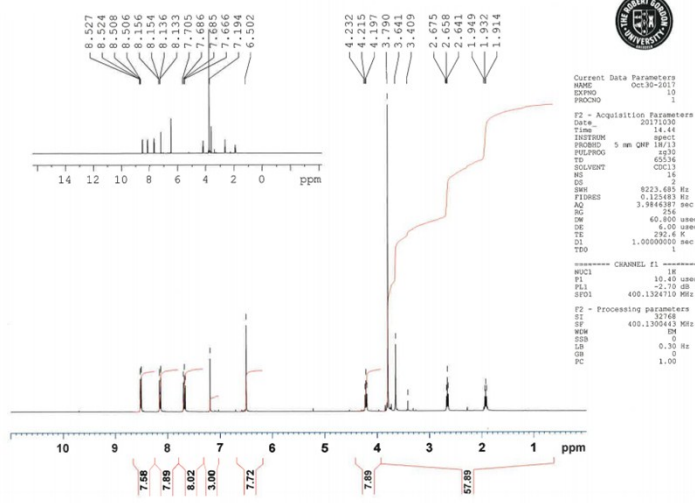 THE ROBERT GORDON
UNIVERSITY
8.527
8.524
8.508
8.506
8.156
8.154
8.136
8.133
7.705
7.686
7.685
7.666
7.194
6.502
4.232
4.215
4.197
3.790
3.641
3.409
2.675
2.658
2.641
1.949
1.932
1.914
14 12 10 8 6 4 2 0 ppm
Current Data Parameters
NAME Oct30-2017
EXPNO 10
PROCNO 1
F2 - Acquisition Parameters
Date_ 20171030
Time 14.44
INSTRUM spect
PROBHD 5 mm QNP 1H/13
PULPROG zg30
TD 65536
SOLVENT CDCl3
NS 16
DS 2
SWH 8223.685 Hz
FIDRES 0.125483 Hz
AQ 3.9846387 sec
RG 256
DW 60.800 usec
DE 6.00 usec
TE 292.6 K
D1 1.00000000 sec
TD0 1
======== CHANNEL f1 ========
NUC1 1H
P1 10.40 usec
PL1 -2.70 dB
SFO1 400.1324710 MHz
F2 - Processing parameters
SI 32768
SF 400.1300443 MHz
WDW EM
SSB 0
LB 0.30 Hz
GB 0
PC 1.00
10 9 8 7 6 5 4 3 2 1 ppm
7.58
7.89
8.02
3.00
7.72
7.89
57.89